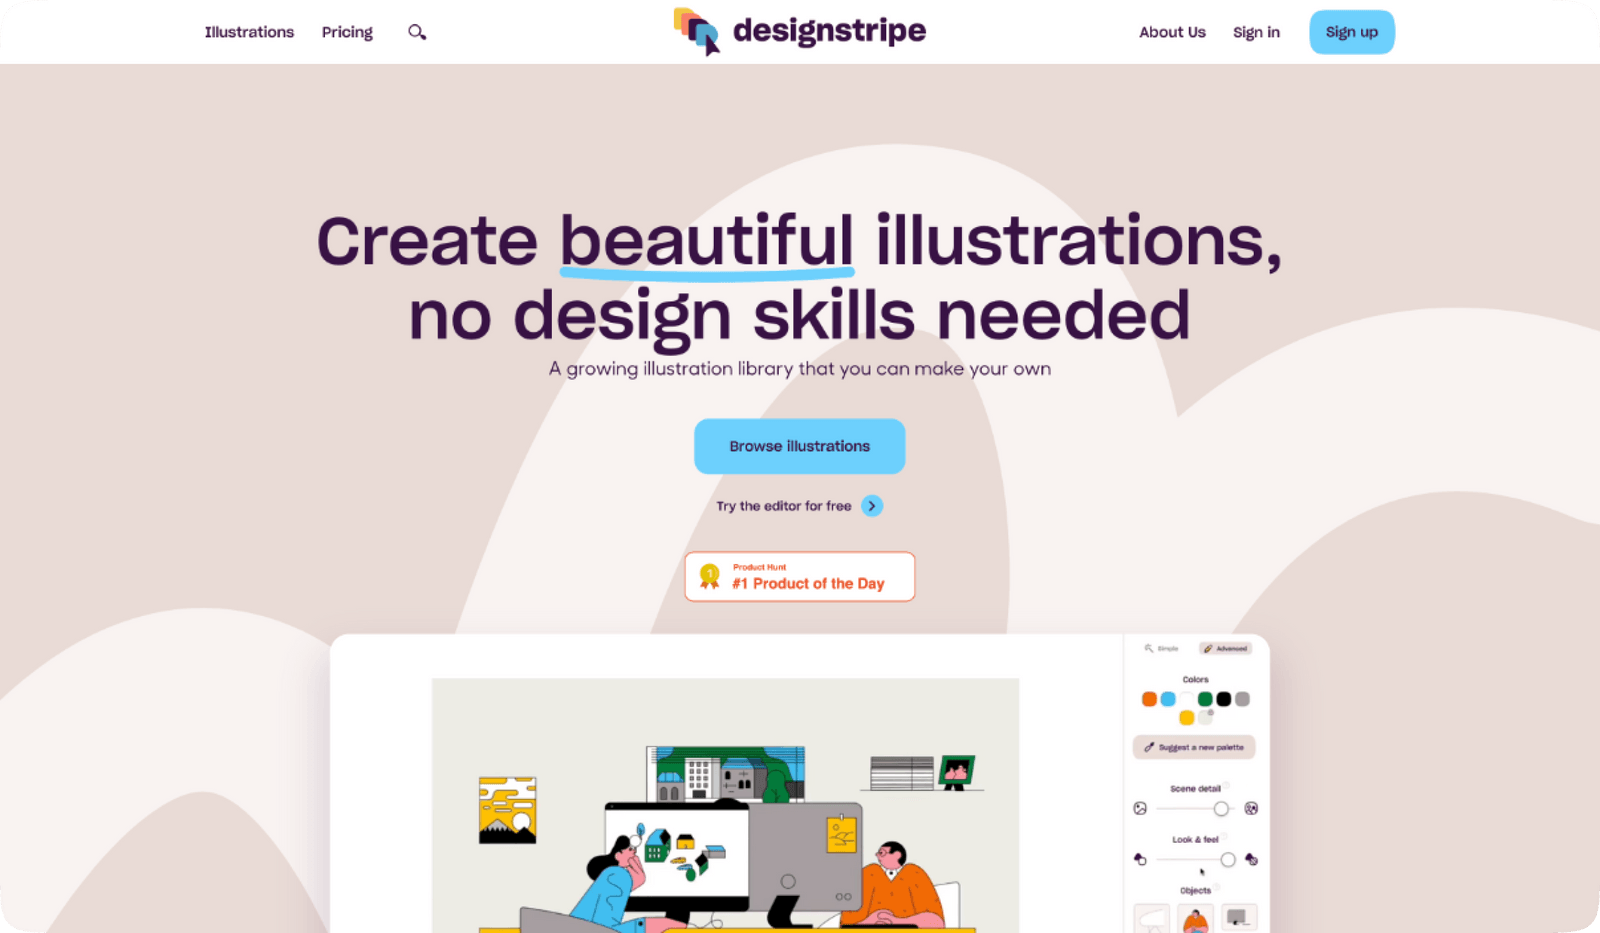 Illustrations
Pricing
designstripe
About Us
Sign in
Sign up
Create beautiful illustrations,
no design skills needed
A growing illustration library that you can make your own
Browse illustrations
Try the editor for free
1
Product Hunt
#1 Product of the Day
Simple
Advanced
Colors
Suggest a new palette
Scene detail
Look & feel
Objects